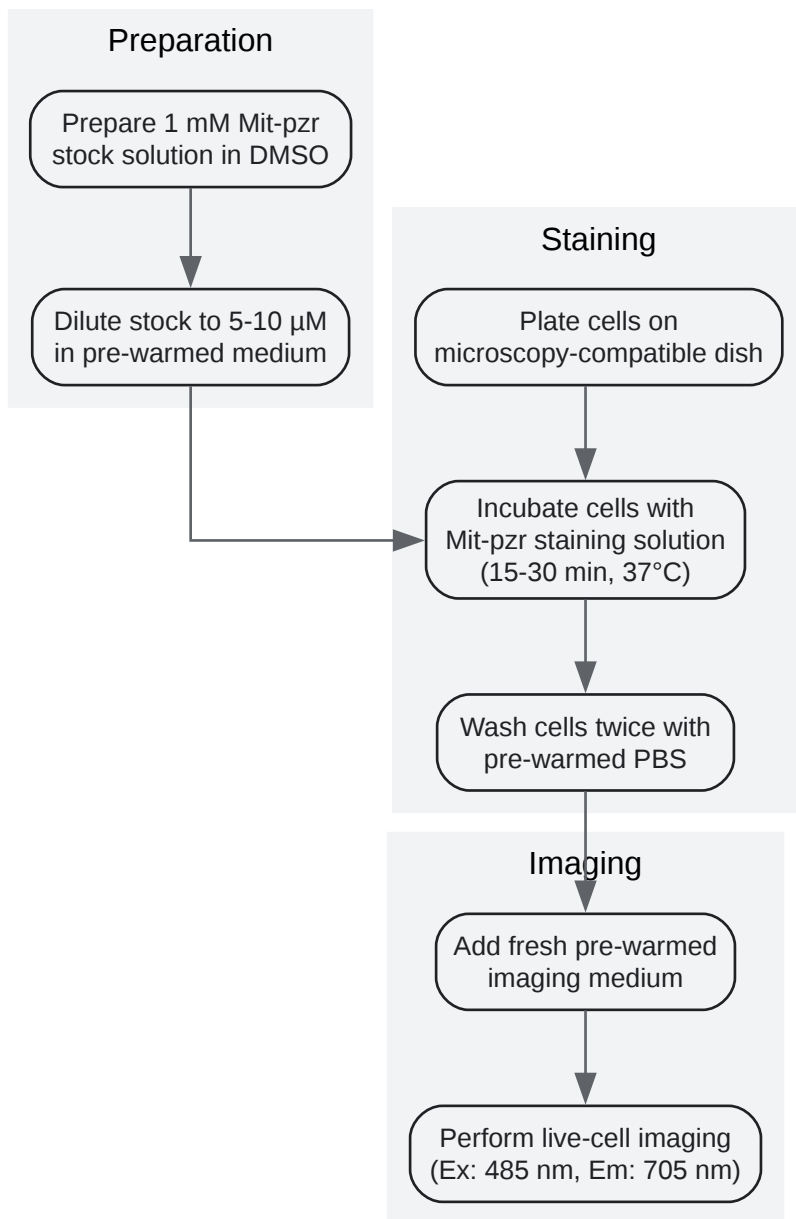 Preparation
Prepare 1 mM Mit-pzr
stock solution in DMSO
Dilute stock to 5-10 µM
in pre-warmed medium
Staining
Plate cells on
microscopy-compatible dish
Incubate cells with
Mit-pzr staining solution
(15-30 min, 37°C)
Wash cells twice with
pre-warmed PBS
Imaging
Add fresh pre-warmed
imaging medium
Perform live-cell imaging
(Ex: 485 nm, Em: 705 nm)